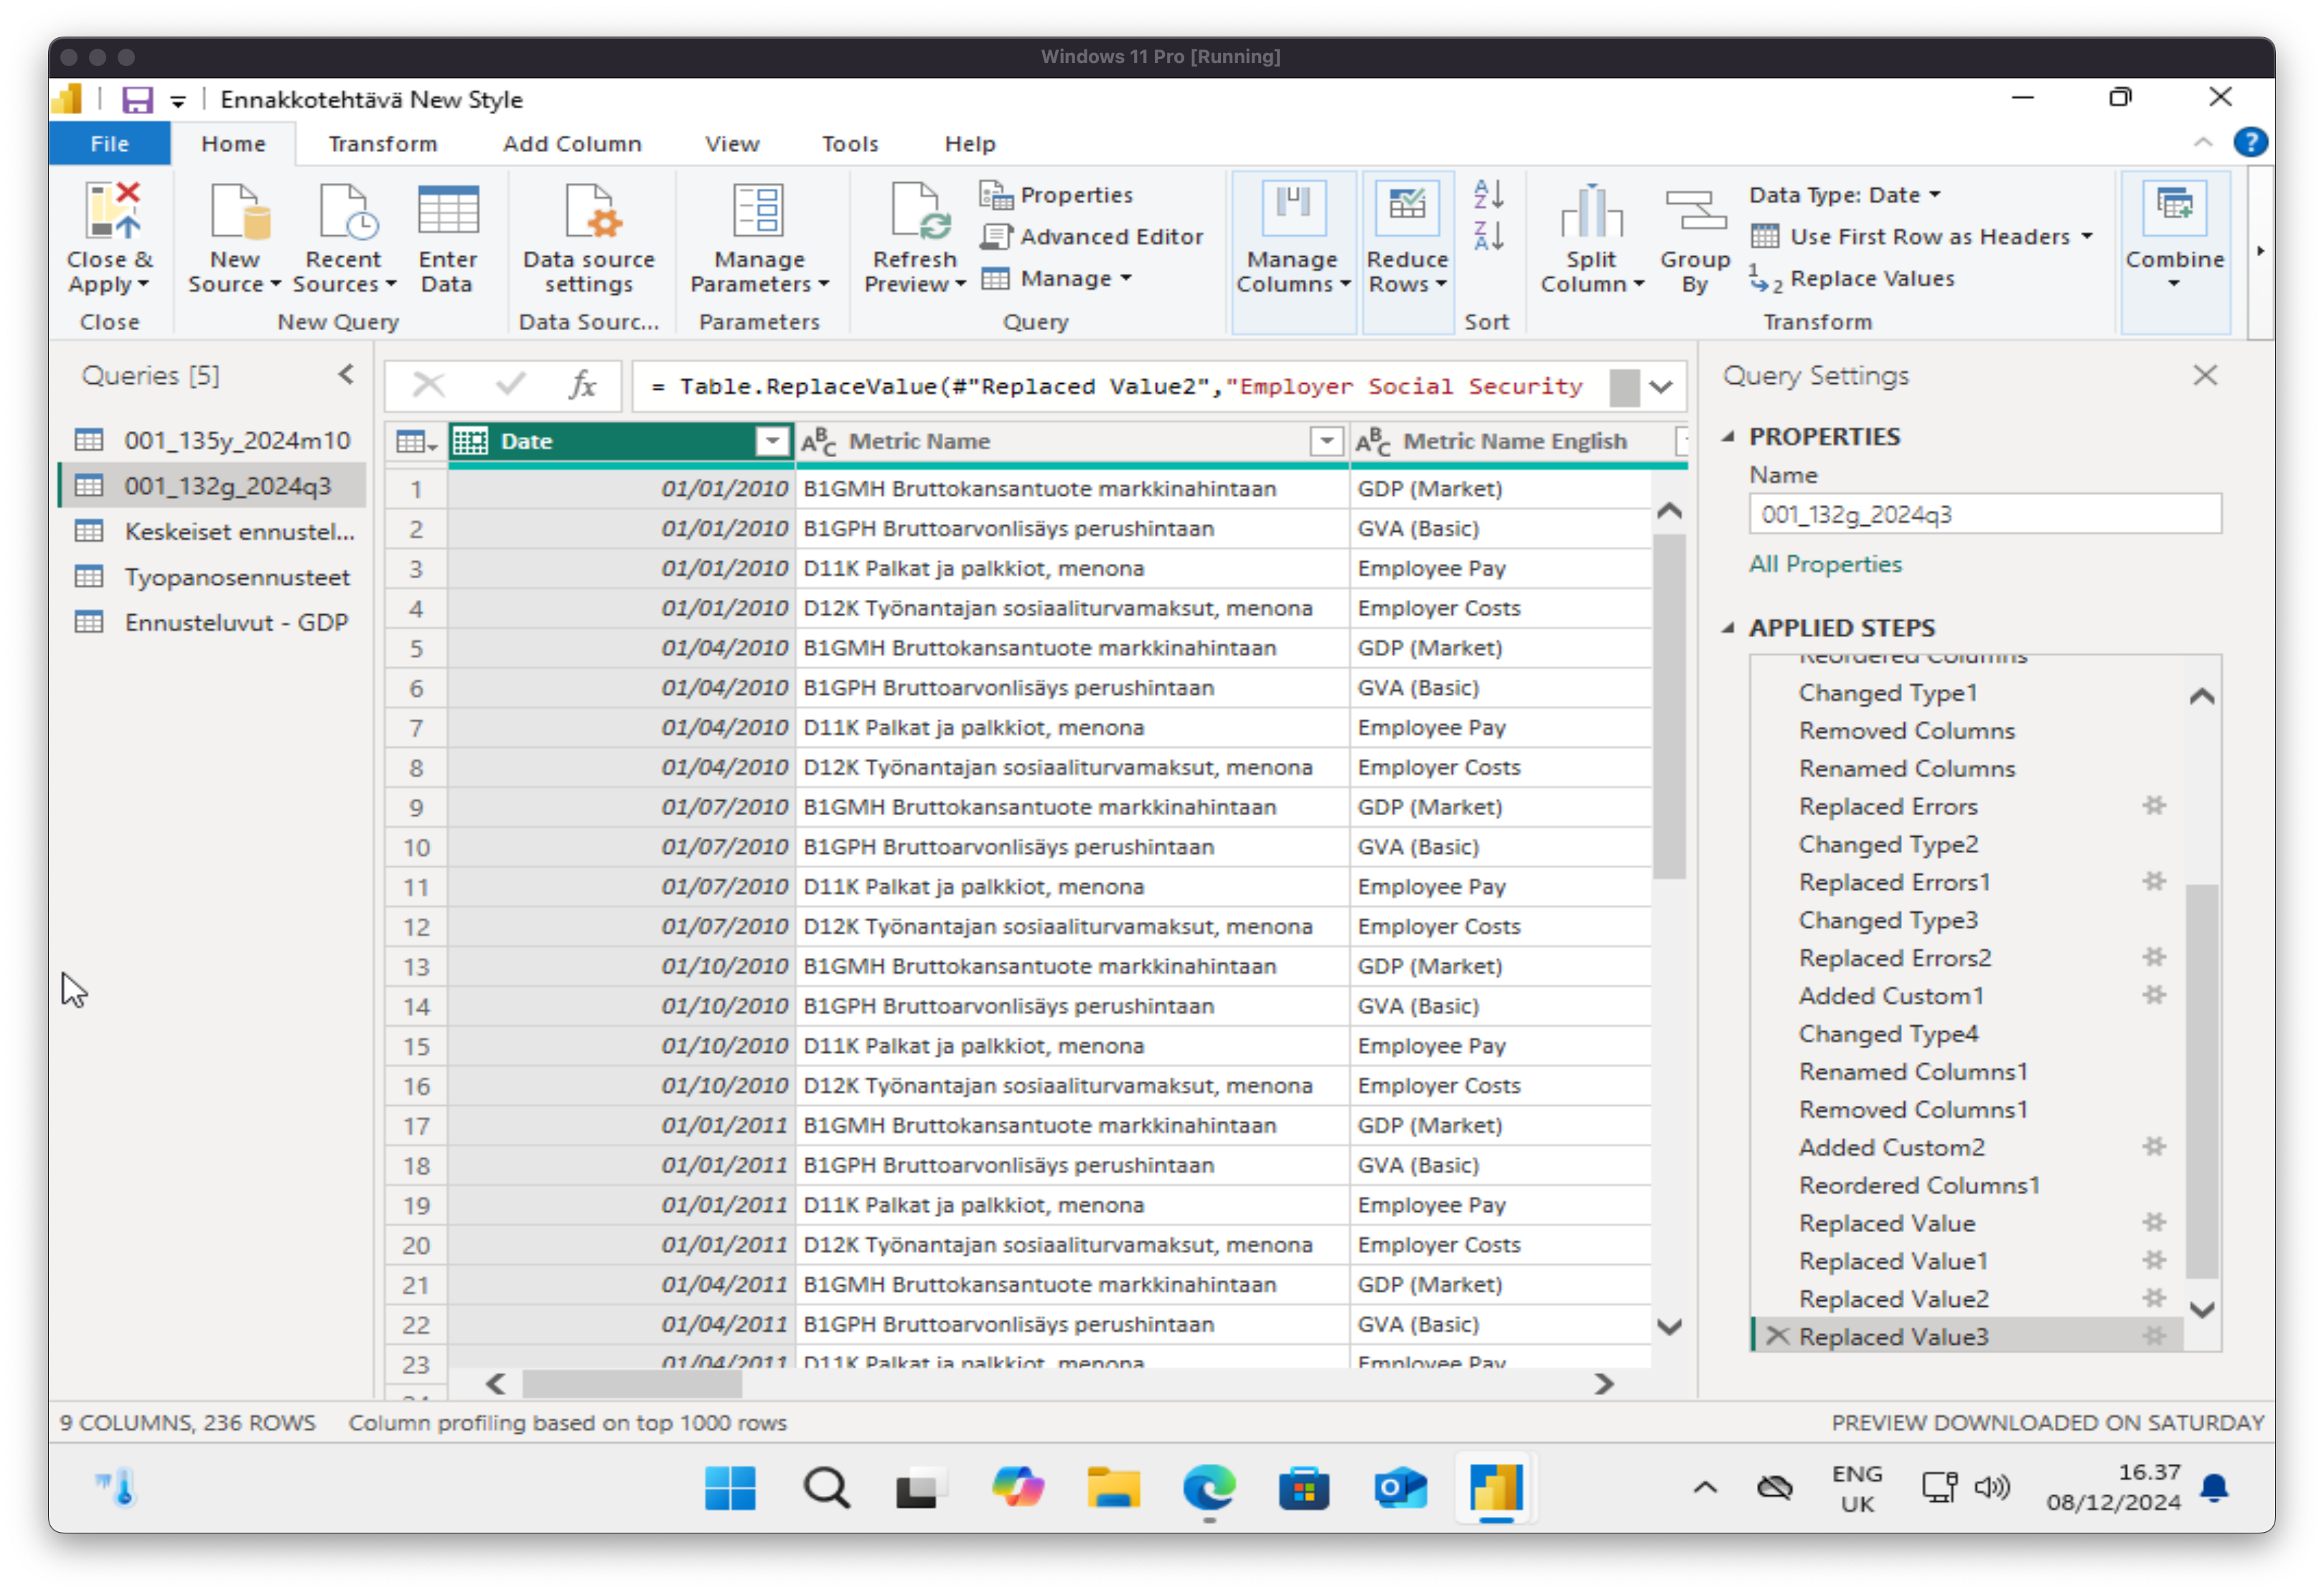 Windows 11 Pro [Running]
Ennakkotehtävä New Style
File Home Transform Add Column View Tools Help
Close & Apply
New Source
Recent Sources
Enter Data
Data source settings
Manage Parameters
Refresh Preview
Properties
Advanced Editor
Manage
Manage Columns
Reduce Rows
Split Column
Group By
Data Type: Date
Use First Row as Headers
Replace Values
Combine
Close
New Query
Data Sourc...
Parameters
Query
Sort
Transform
Queries [5]
001_135y_2024m10
001_132g_2024q3
Keskeiset ennustel...
Tyopanosennusteet
Ennusteluvut - GDP
fx = Table.ReplaceValue(#"Replaced Value2","Employer Social Security
Date ABC Metric Name ABC Metric Name English
1 01/01/2010 B1GMH Bruttokansantuote markkinahintaan GDP (Market)
2 01/01/2010 B1GPH Bruttoarvonlisäys perushintaan GVA (Basic)
3 01/01/2010 D11K Palkat ja palkkiot, menona Employee Pay
4 01/01/2010 D12K Työnantajan sosiaaliturvamaksut, menona Employer Costs
5 01/04/2010 B1GMH Bruttokansantuote markkinahintaan GDP (Market)
6 01/04/2010 B1GPH Bruttoarvonlisäys perushintaan GVA (Basic)
7 01/04/2010 D11K Palkat ja palkkiot, menona Employee Pay
8 01/04/2010 D12K Työnantajan sosiaaliturvamaksut, menona Employer Costs
9 01/07/2010 B1GMH Bruttokansantuote markkinahintaan GDP (Market)
10 01/07/2010 B1GPH Bruttoarvonlisäys perushintaan GVA (Basic)
11 01/07/2010 D11K Palkat ja palkkiot, menona Employee Pay
12 01/07/2010 D12K Työnantajan sosiaaliturvamaksut, menona Employer Costs
13 01/10/2010 B1GMH Bruttokansantuote markkinahintaan GDP (Market)
14 01/10/2010 B1GPH Bruttoarvonlisäys perushintaan GVA (Basic)
15 01/10/2010 D11K Palkat ja palkkiot, menona Employee Pay
16 01/10/2010 D12K Työnantajan sosiaaliturvamaksut, menona Employer Costs
17 01/01/2011 B1GMH Bruttokansantuote markkinahintaan GDP (Market)
18 01/01/2011 B1GPH Bruttoarvonlisäys perushintaan GVA (Basic)
19 01/01/2011 D11K Palkat ja palkkiot, menona Employee Pay
20 01/01/2011 D12K Työnantajan sosiaaliturvamaksut, menona Employer Costs
21 01/04/2011 B1GMH Bruttokansantuote markkinahintaan GDP (Market)
22 01/04/2011 B1GPH Bruttoarvonlisäys perushintaan GVA (Basic)
23 01/04/2011 D11K Palkat ja palkkiot, menona Employee Pay
Query Settings
PROPERTIES
Name
001_132g_2024q3
All Properties
APPLIED STEPS
Reordered Columns
Changed Type1
Removed Columns
Renamed Columns
Replaced Errors
Changed Type2
Replaced Errors1
Changed Type3
Replaced Errors2
Added Custom1
Changed Type4
Renamed Columns1
Removed Columns1
Added Custom2
Reordered Columns1
Replaced Value
Replaced Value1
Replaced Value2
Replaced Value3
9 COLUMNS, 236 ROWS Column profiling based on top 1000 rows PREVIEW DOWNLOADED ON SATURDAY
ENG
UK
16.37
08/12/2024